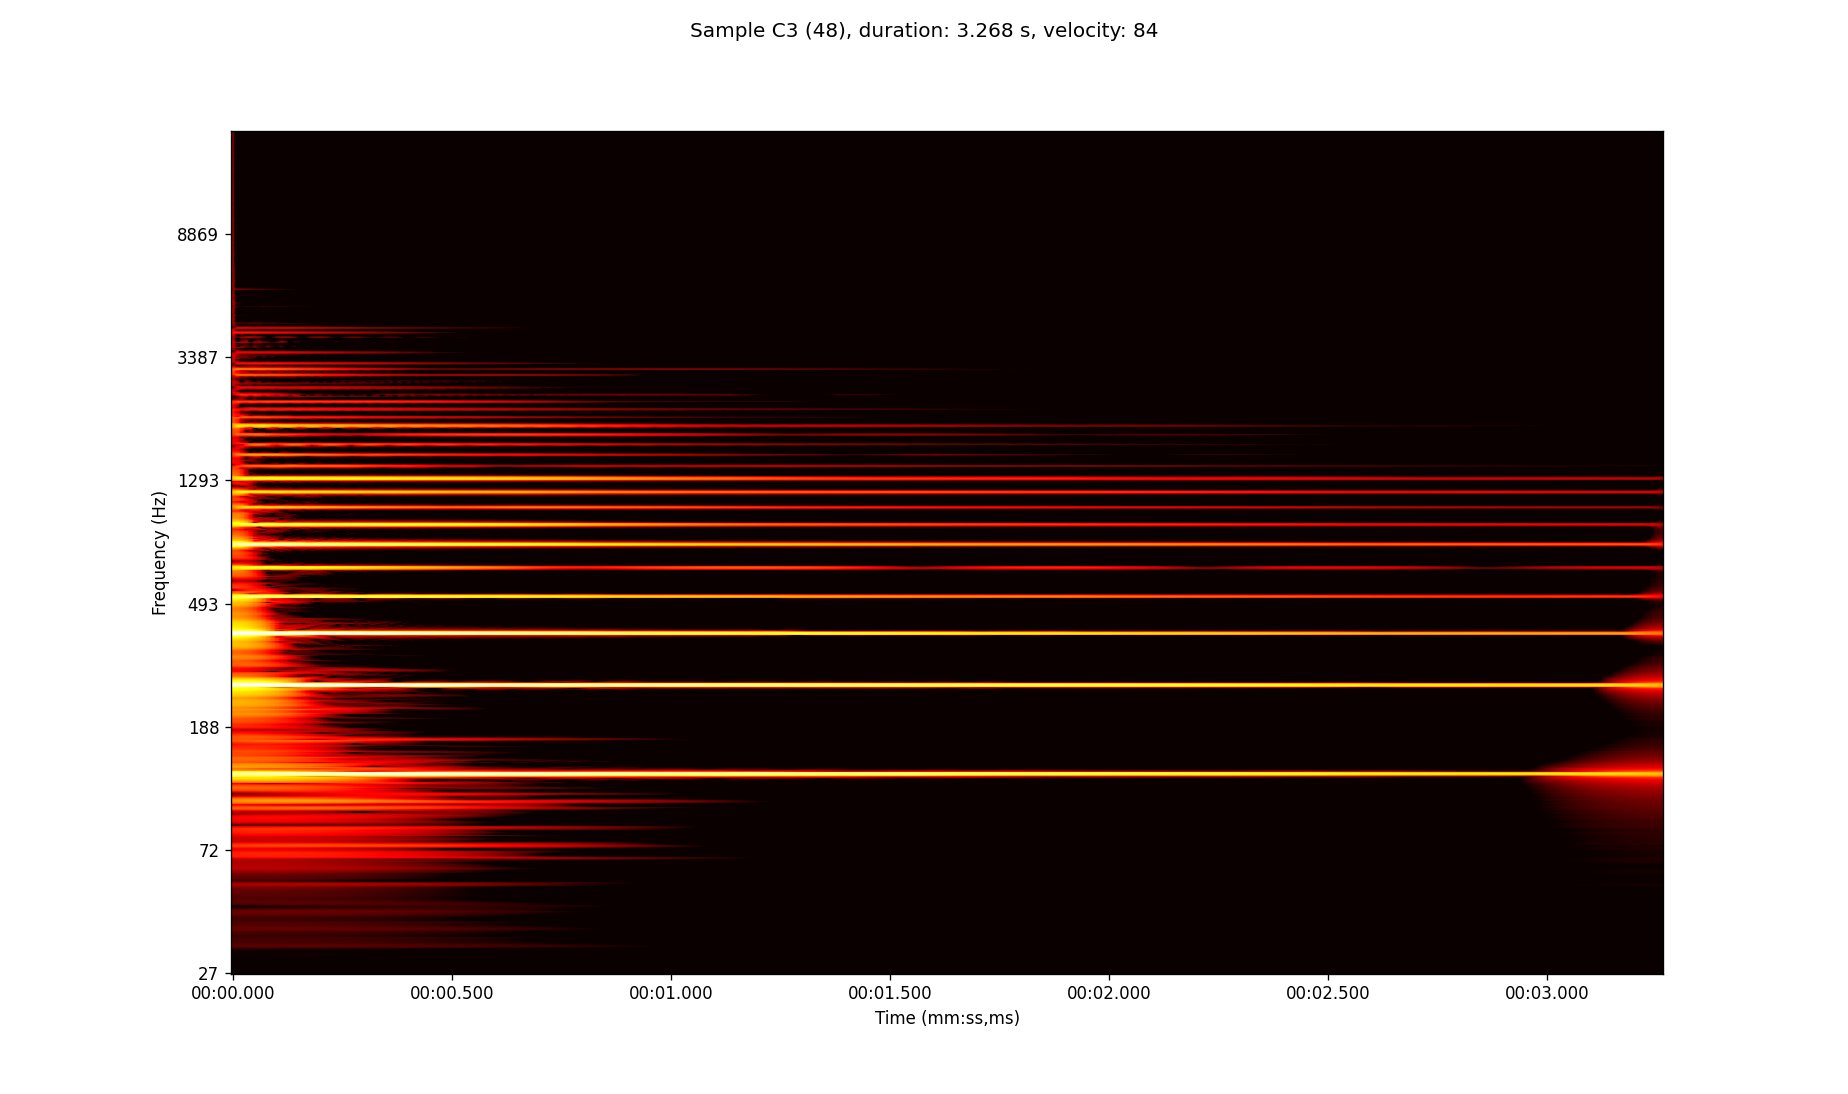 Sample C3 (48), duration: 3.268 s, velocity: 84
Frequency (Hz)
8869
3387
1293
493
188
72
27
00:00.000 00:00.500 00:01.000 00:01.500 00:02.000 00:02.500 00:03.000
Time (mm:ss,ms)